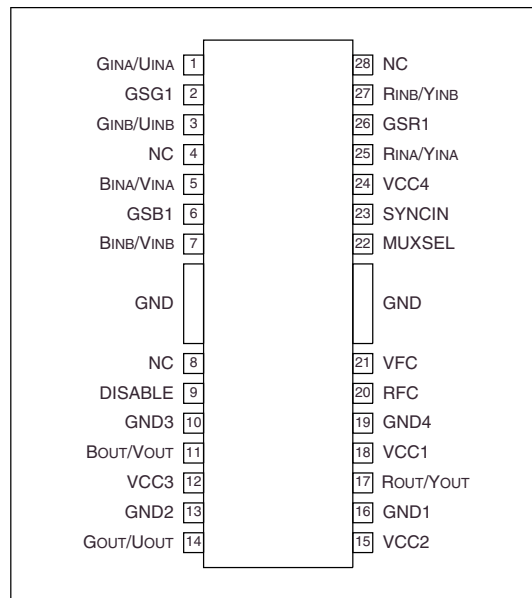 GINA/UINA 1 28 NC
GSG1 2 27 RINB/YINB
GINB/UINB 3 26 GSR1
NC 4 25 RINA/YINA
BINA/VINA 5 24 VCC4
GSB1 6 23 SYNCIN
BINB/VINB 7 22 MUXSEL
GND GND
NC 8 21 VFC
DISABLE 9 20 RFC
GND3 10 19 GND4
BOUT/VOUT 11 18 VCC1
VCC3 12 17 ROUT/YOUT
GND2 13 16 GND1
GOUT/UOUT 14 15 VCC2